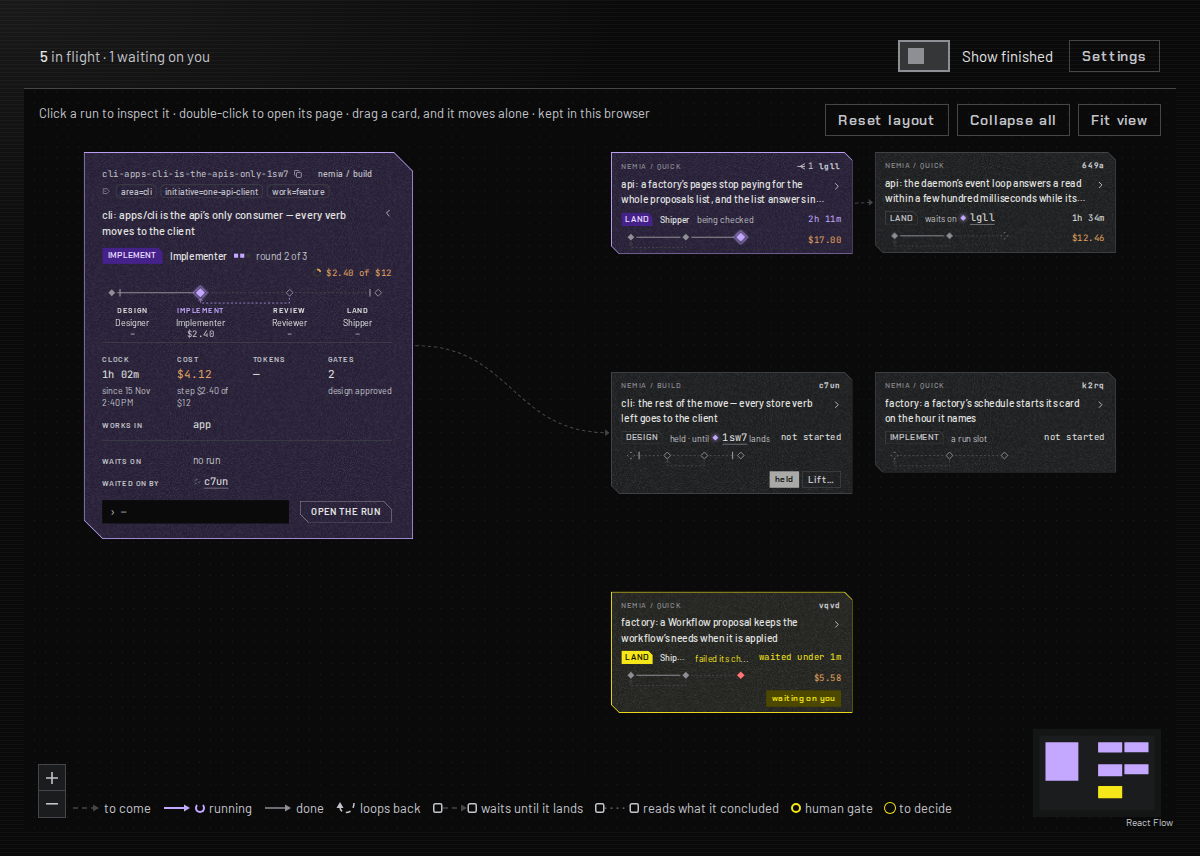 5 in flight · 1 waiting on you
Show finished
Settings
Click a run to inspect it · double-click to open its page · drag a card, and it moves alone · kept in this browser
Reset layout
Collapse all
Fit view
cli-apps-cli-is-the-apis-only-1sw7
nemia / build
area=cli
initiative=one-api-client
work=feature
cli: apps/cli is the api's only consumer — every verb
moves to the client
IMPLEMENT
Implementer
round 2 of 3
$2.40 of $12
DESIGN
IMPLEMENT
REVIEW
LAND
Designer
Implementer
Reviewer
Shipper
–
$2.40
–
–
CLOCK
COST
TOKENS
GATES
1h 02m
$4.12
—
2
since 15 Nov
2:40PM
step $2.40 of
$12
design approved
WORKS IN
app
WAITS ON
no run
WAITED ON BY
c7un
› —
OPEN THE RUN
NEMIA / QUICK
1 lgll
api: a factory's pages stop paying for the
whole proposals list, and the list answers in…
LAND
Shipper
being checked
2h 11m
$17.80
NEMIA / QUICK
649a
api: the daemon's event loop answers a read
within a few hundred milliseconds while its…
LAND
waits on
lgll
1h 34m
$12.46
NEMIA / BUILD
c7un
cli: the rest of the move — every store verb
left goes to the client
DESIGN
held · until
1sw7
lands
not started
held
Lift…
NEMIA / QUICK
k2rq
factory: a factory's schedule starts its card
on the hour it names
IMPLEMENT
a run slot
not started
NEMIA / QUICK
vqvd
factory: a Workflow proposal keeps the
workflow's needs when it is applied
LAND
Ship…
failed its ch…
waited under 1m
$5.58
waiting on you
to come
running
done
loops back
waits until it lands
reads what it concluded
human gate
to decide
React Flow